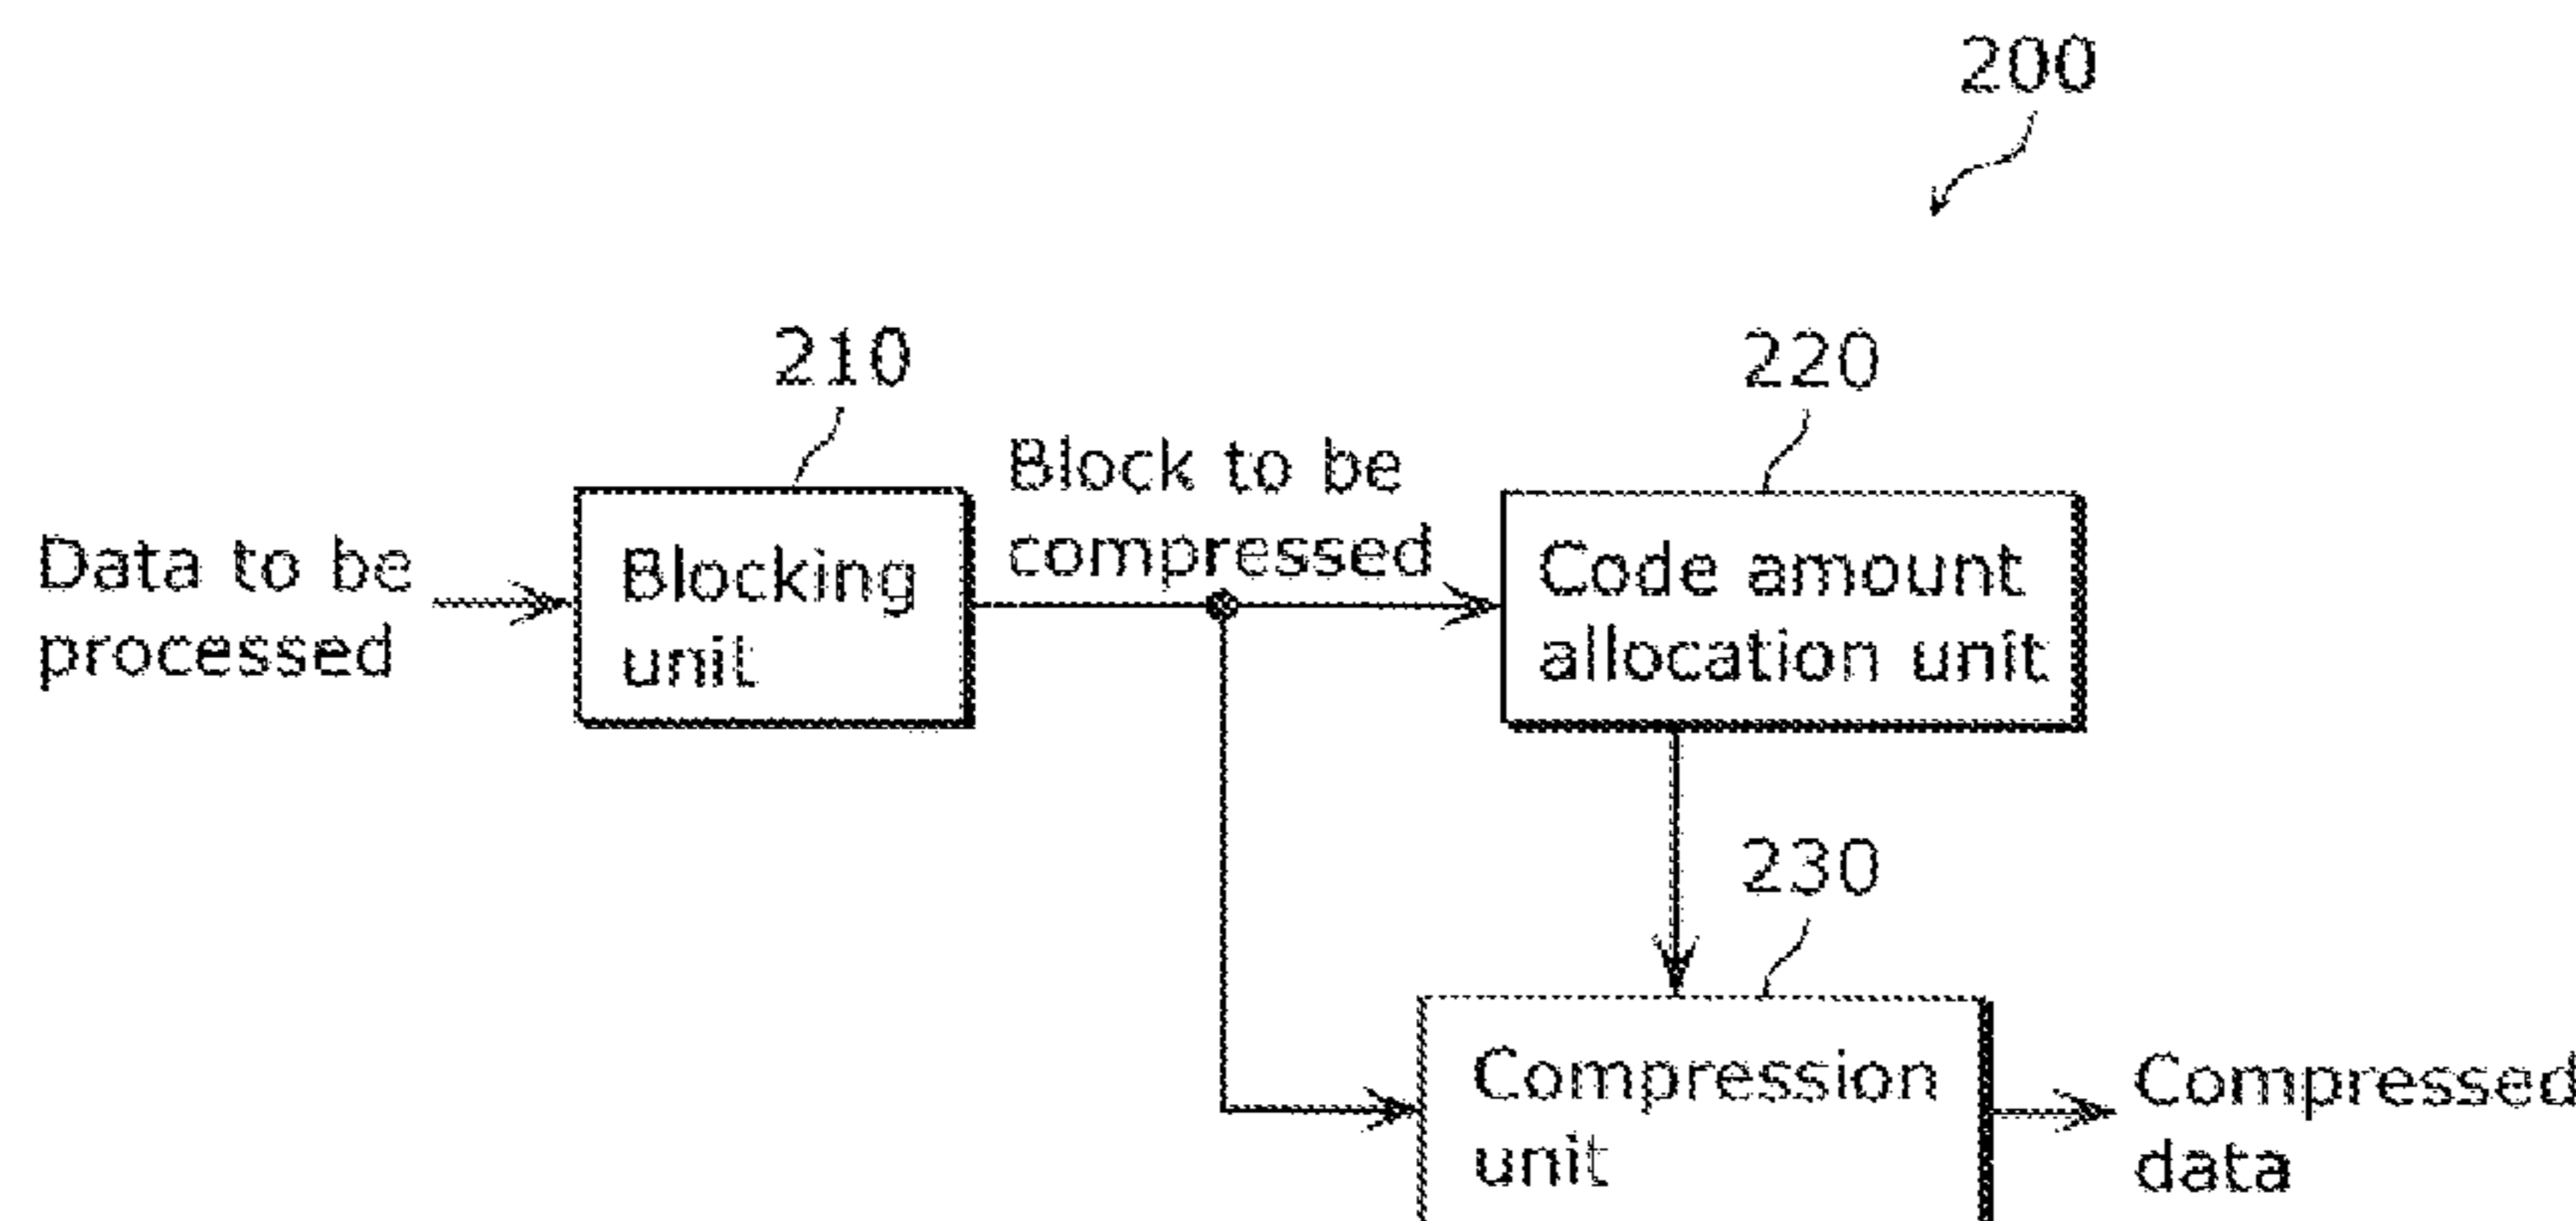 200
210
220
Block to be
compressed
Data to be
processed
Blocking
unit
Code amount
allocation unit
230
Compression
unit
Compressed
data